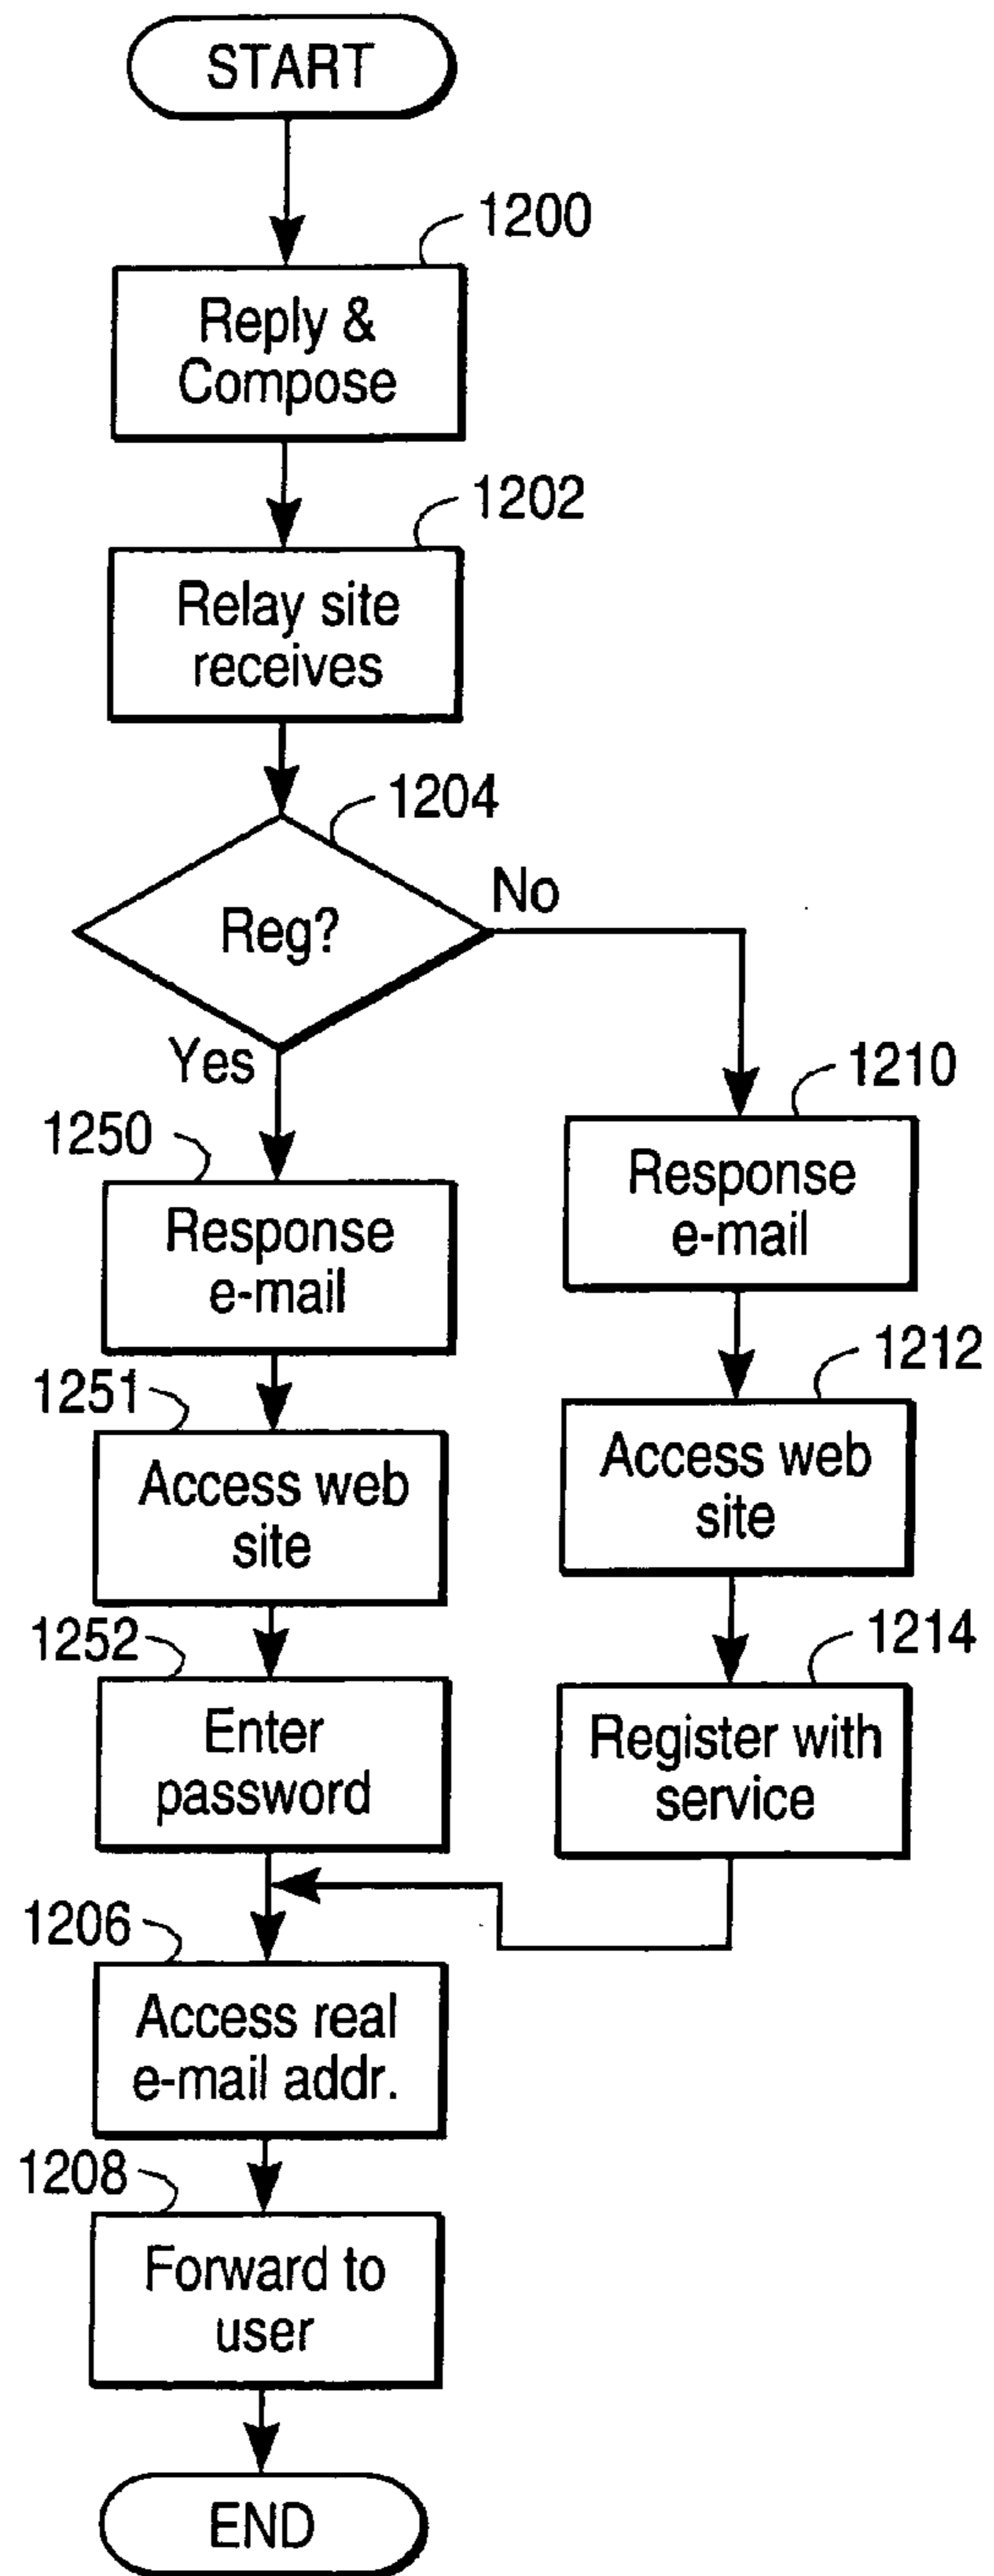 START
1200
Reply &
Compose
1202
Relay site
receives
1204
Reg?
No
Yes
1210
Response
e-mail
1250
Response
e-mail
1212
Access web
site
1251
Access web
site
1214
Register with
service
1252
Enter
password
1206
Access real
e-mail addr.
1208
Forward to
user
END